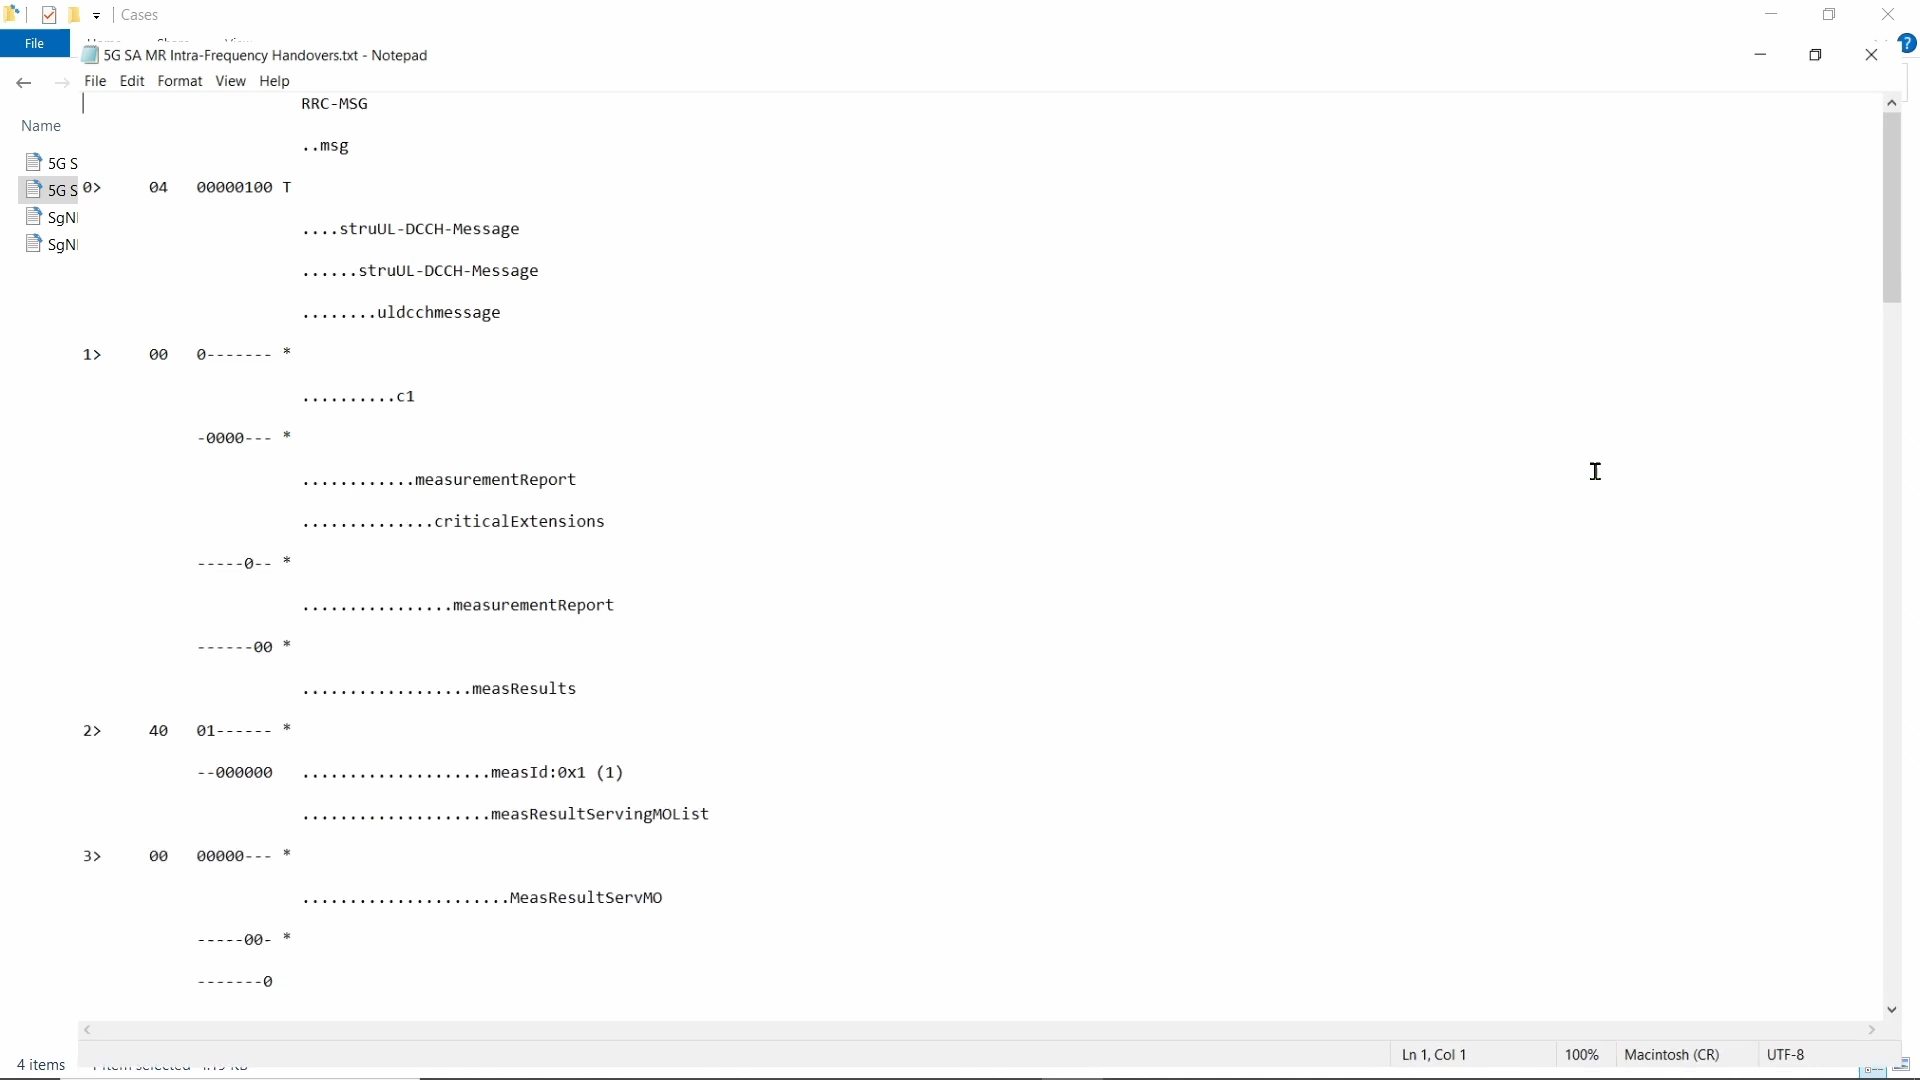 Cases
File
5G SA MR Intra-Frequency Handovers.txt - Notepad
File Edit Format View Help
Name
5G S
5G S
SgN
SgN
RRC-MSG
..msg
0> 04 00000100 T
....struUL-DCCH-Message
......struUL-DCCH-Message
........uldcchmessage
1> 00 0------- *
..........c1
-0000--- *
............measurementReport
..............criticalExtensions
-----0-- *
................measurementReport
------00 *
..................measResults
2> 40 01------ *
--000000 ....................measId:0x1 (1)
....................measResultServingMOList
3> 00 00000--- *
......................MeasResultServMO
-----00- *
-------0
Ln 1, Col 1 100% Macintosh (CR) UTF-8
4 items